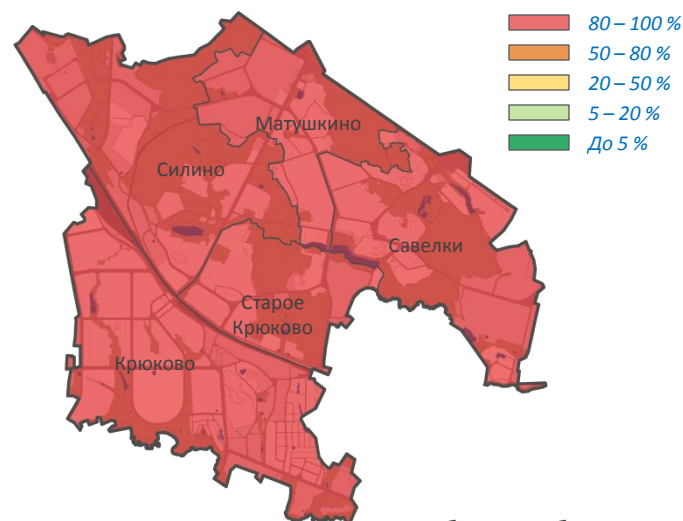 80 – 100 %
50 – 80 %
20 – 50 %
5 – 20 %
До 5 %
Матушкино
Силино
Савелки
Старое
Крюково
Крюково